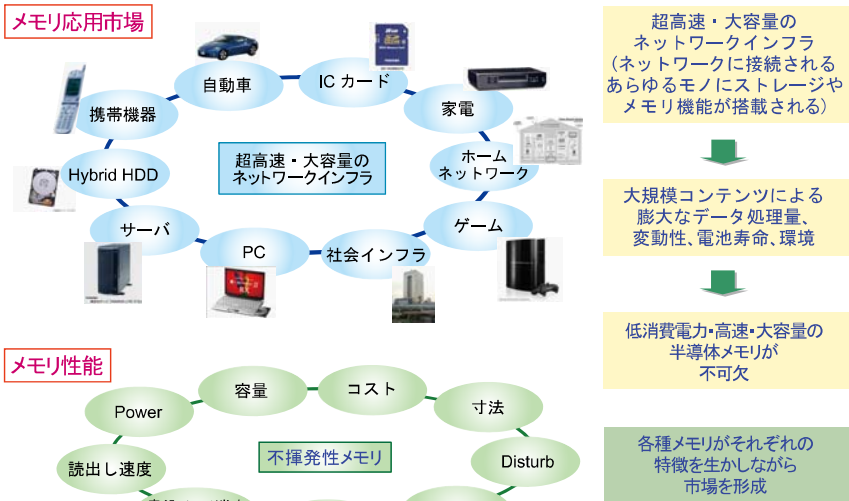 メモリ応用市場
自動車
ICカード
携帯機器
家電
Hybrid HDD
超高速・大容量の
ネットワークインフラ
ホーム
ネットワーク
サーバ
ゲーム
PC
社会インフラ
メモリ性能
容量
コスト
Power
寸法
不揮発性メモリ
読出し速度
Disturb
超高速・大容量の
ネットワークインフラ
(ネットワークに接続される
あらゆるモノにストレージや
メモリ機能が搭載される)
大規模コンテンツによる
膨大なデータ処理量、
変動性、電池寿命、環境
低消費電力・高速・大容量の
半導体メモリが
不可欠
各種メモリがそれぞれの
特徴を生かしながら
市場を形成